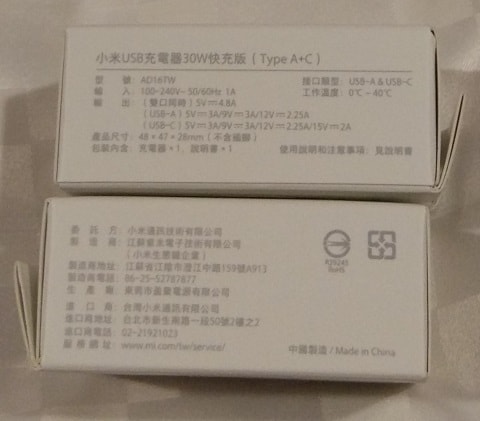 小米USB充電器30W快充版（Type A+C）
型 號： AD16TW
接口類型： USB-A & USB-C
輸 入： 100-240V~ 50/60Hz 1A
工作溫度： 0℃～40℃
輸 出：（雙口同時）5V⎓4.8A
（USB-A）5V⎓3A/9V⎓3A/12V⎓2.25A
（USB-C）5V⎓3A/9V⎓3A/12V⎓2.25A/15V⎓2A
產品尺寸：48×47×28mm（不含插腳）
包裝內含：充電器×1，說明書×1
使用說明和注意事項：見說明書
委 託 方：小米通訊技術有限公司
製 造 商：江蘇紫米電子技術有限公司
（小米生態鏈企業）
製造商地址：江蘇省江陰市澄江中路159號A913
製造商電話：86-25-52787877
生 產 商：東莞市盈聲電源有限公司
進 口 商：台灣小米通訊有限公司
進口商地址：台北市新生南路一段50號2樓之2
進口商電話：02-21921023
服務官網：www.mi.com/tw/service/
RoHS
中國製造 / Made in China